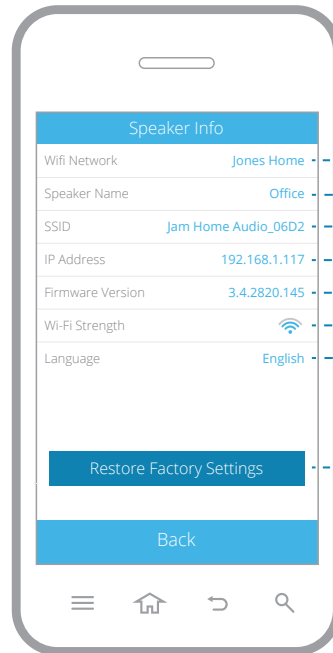 Speaker Info
Wifi Network Jones Home
Speaker Name Office
SSID Jam Home Audio_06D2
IP Address 192.168.1.117
Firmware Version 3.4.2820.145
Wi-Fi Strength
Language English
Restore Factory Settings
Back